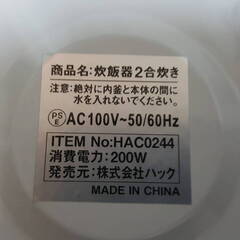 商品名:炊飯器2合炊き
注意:絶対に内釜と本体の間に
水を入れないでください。
PSE AC100V~50/60Hz
ITEM No:HAC0244
消費電力:200W
発売元:株式会社ハック
MADE IN CHINA